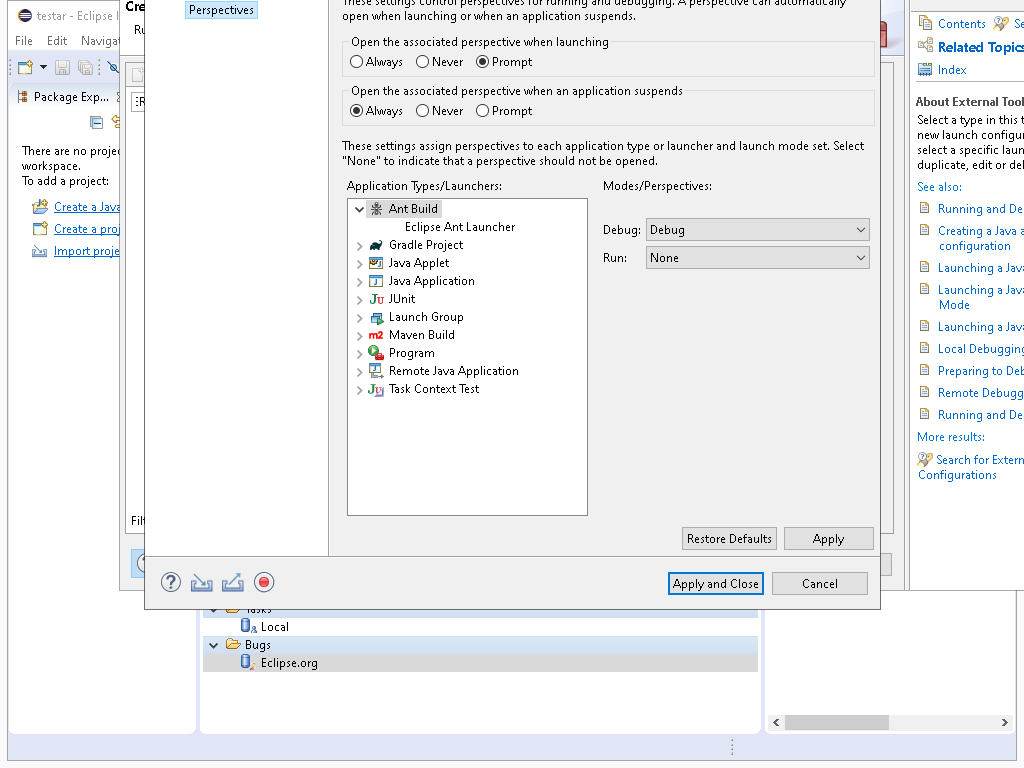 testar - Eclipse I
File Edit Navigat
Package Exp...
There are no proje
workspace.
To add a project:
Create a Java
Create a proj
Import proje
Cre
Ru
Filt
Perspectives
These settings control perspectives for running and debugging. A perspective can automatically
open when launching or when an application suspends.
Open the associated perspective when launching
Always Never Prompt
Open the associated perspective when an application suspends
Always Never Prompt
These settings assign perspectives to each application type or launcher and launch mode set. Select
"None" to indicate that a perspective should not be opened.
Application Types/Launchers:
Ant Build
Eclipse Ant Launcher
Gradle Project
Java Applet
Java Application
JUnit
Launch Group
Maven Build
Program
Remote Java Application
Task Context Test
Modes/Perspectives:
Debug: Debug
Run: None
Restore Defaults Apply
Apply and Close Cancel
Tasks
Local
Bugs
Eclipse.org
Contents Se
Related Topics
Index
About External Tool
Select a type in this t
new launch configur
select a specific laun
duplicate, edit or del
See also:
Running and De
Creating a Java a
configuration
Launching a Java
Launching a Java
Mode
Launching a Java
Local Debugging
Preparing to Deb
Remote Debugg
Running and De
More results:
Search for Extern
Configurations